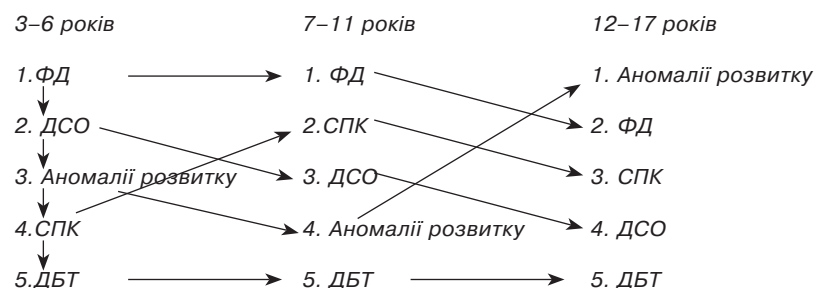 3–6 років 7–11 років 12–17 років
1.ФД 1. ФД 1. Аномалії розвитку
2. ДСО 2.СПК 2. ФД
3. Аномалії розвитку 3. ДСО 3. СПК
4.СПК 4. Аномалії розвитку 4. ДСО
5.ДБТ 5. ДБТ 5. ДБТ